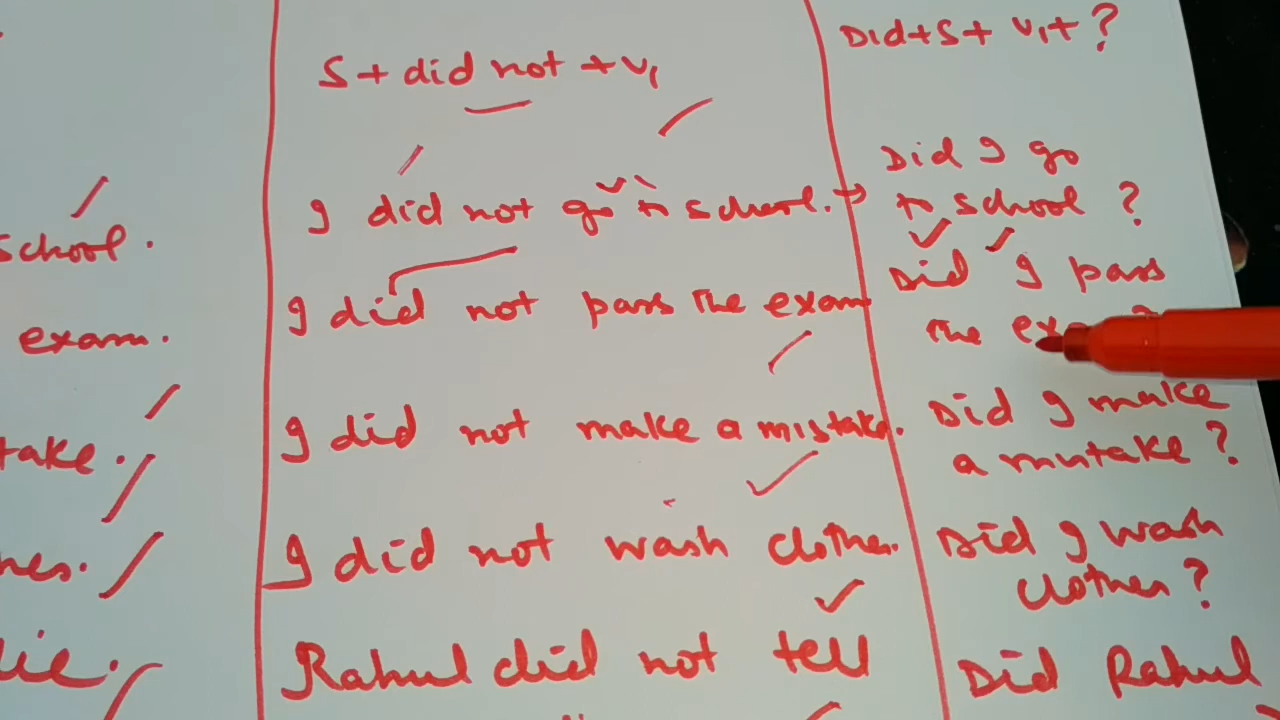 S + did not + V1
Did + S + V1 + ?
school.
I did not go to school. →
Did I go
to school ?
exam.
I did not pass the exam
Did I pass
the
take.
I did not make a mistake.
Did I make
a mistake ?
hes.
I did not wash clothes.
Did I wash
clothes ?
lie.
Rahul did not tell
Did Rahul